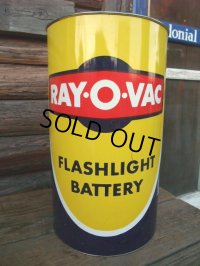 lonial
RAY·O·VAC
SOLD OUT
FLASHLIGHT
BATTERY